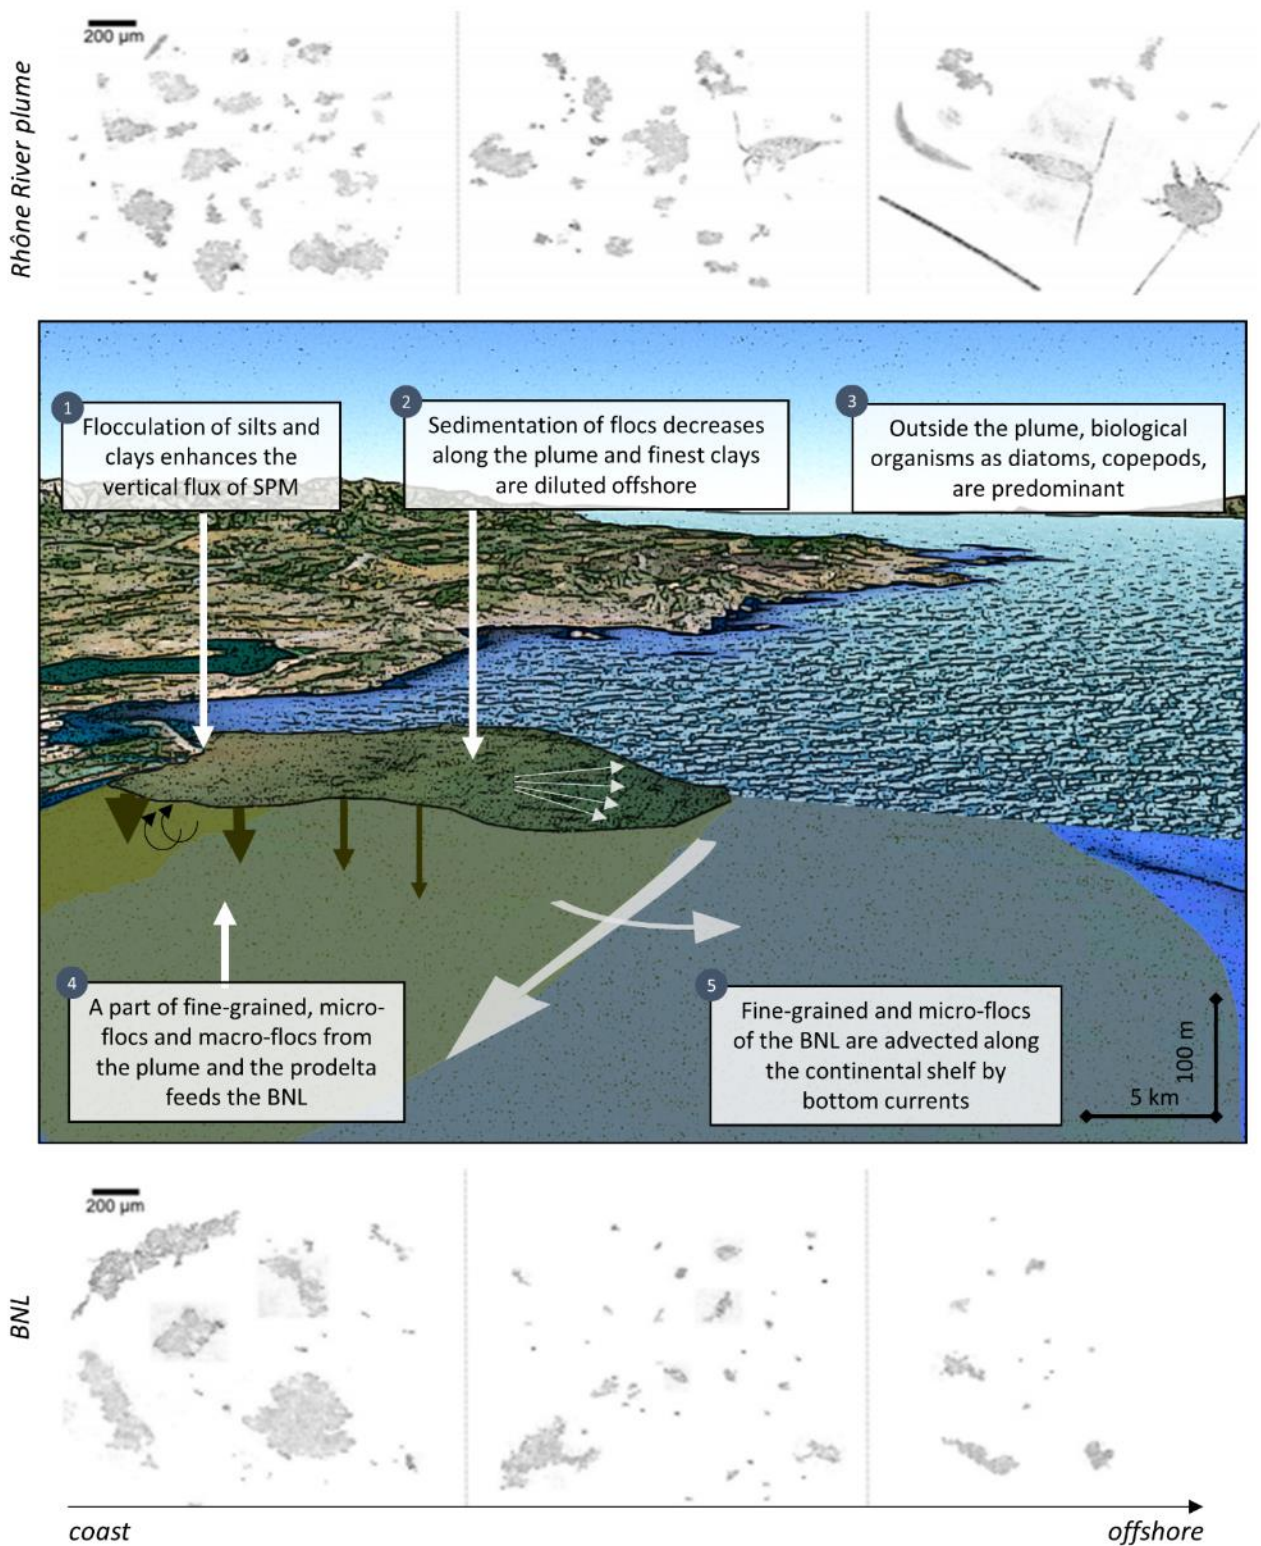 200 µm
Rhône River plume
1
Flocculation of silts and
clays enhances the
vertical flux of SPM
2
Sedimentation of flocs decreases
along the plume and finest clays
are diluted offshore
3
Outside the plume, biological
organisms as diatoms, copepods,
are predominant
4
A part of fine-grained, micro-
flocs and macro-flocs from
the plume and the prodelta
feeds the BNL
5
Fine-grained and micro-flocs
of the BNL are advected along
the continental shelf by
bottom currents
100 m
5 km
200 µm
BNL
coast
offshore